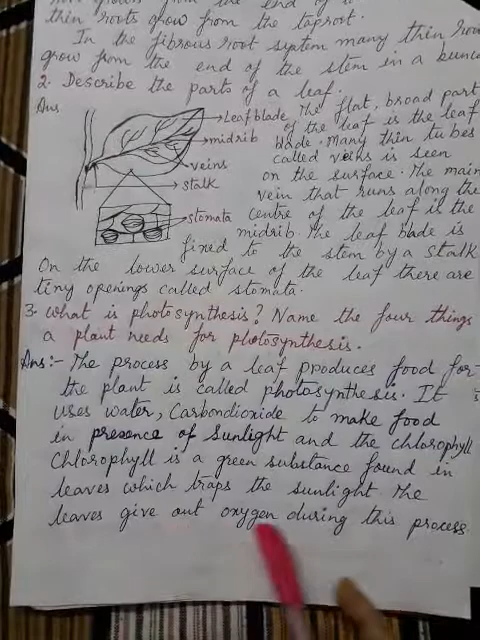 thin roots grow from the taproot.
In the fibrous root system many thin
grow from the end of the stem in a
2. Describe the parts of a leaf.
Ans
Leaf blade
midrib
veins
stalk
stomata
The flat, broad part
of the leaf is the leaf
blade. Many thin tubes
called veins is seen
on the surface. The main
vein that runs along the
centre of the leaf is the
midrib. The leaf blade is
fixed to the stem by a stalk
On the lower surface of the leaf there are
tiny openings called stomata.
3. What is photosynthesis? Name the four things
a plant needs for photosynthesis.
Ans:- The process by a leaf produces food for
the plant is called photosynthesis. It
uses water, Carbondioxide to make food
in presence of Sunlight and the chlorophyll
Chlorophyll is a green substance found in
leaves which traps the sunlight. The
leaves give out oxygen during this process